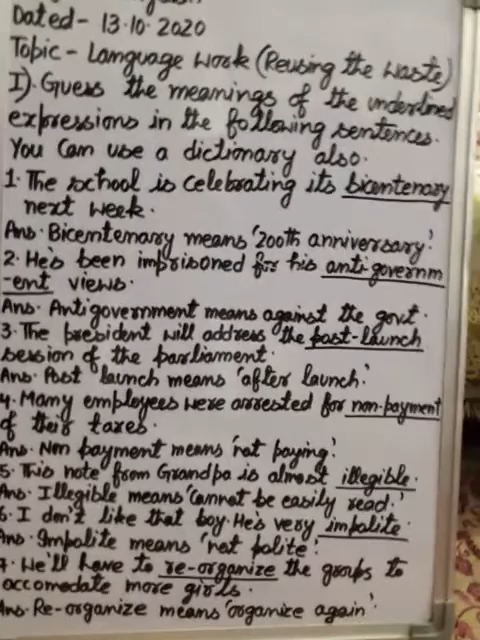 Dated- 13.10.2020
Topic- Language work (Reusing the waste)
I). Guess the meanings of the underlined
expressions in the following sentences.
You can use a dictionary also.
1. The school is celebrating its bicentenary
next week.
Ans. Bicentenary means '200th anniversary'.
2. He's been imprisoned for his anti governm
-ent views.
Ans. Antigovernment means against the govt.
3. The president will address the post-launch
session of the parliament.
Ans. Post launch means 'after launch.'
4. Many employees were arrested for non-payment
of their taxes.
Ans. Non payment means 'not paying'.
5. This note from Grandpa is almost illegible.
Ans. Illegible means 'cannot be easily read.'
6. I don't like that boy. He's very impolite.
Ans. Impolite means 'not polite'.
7. We'll have to re-organize the groups to
accomodate more girls.
Ans. Re-organize means 'organize again'.